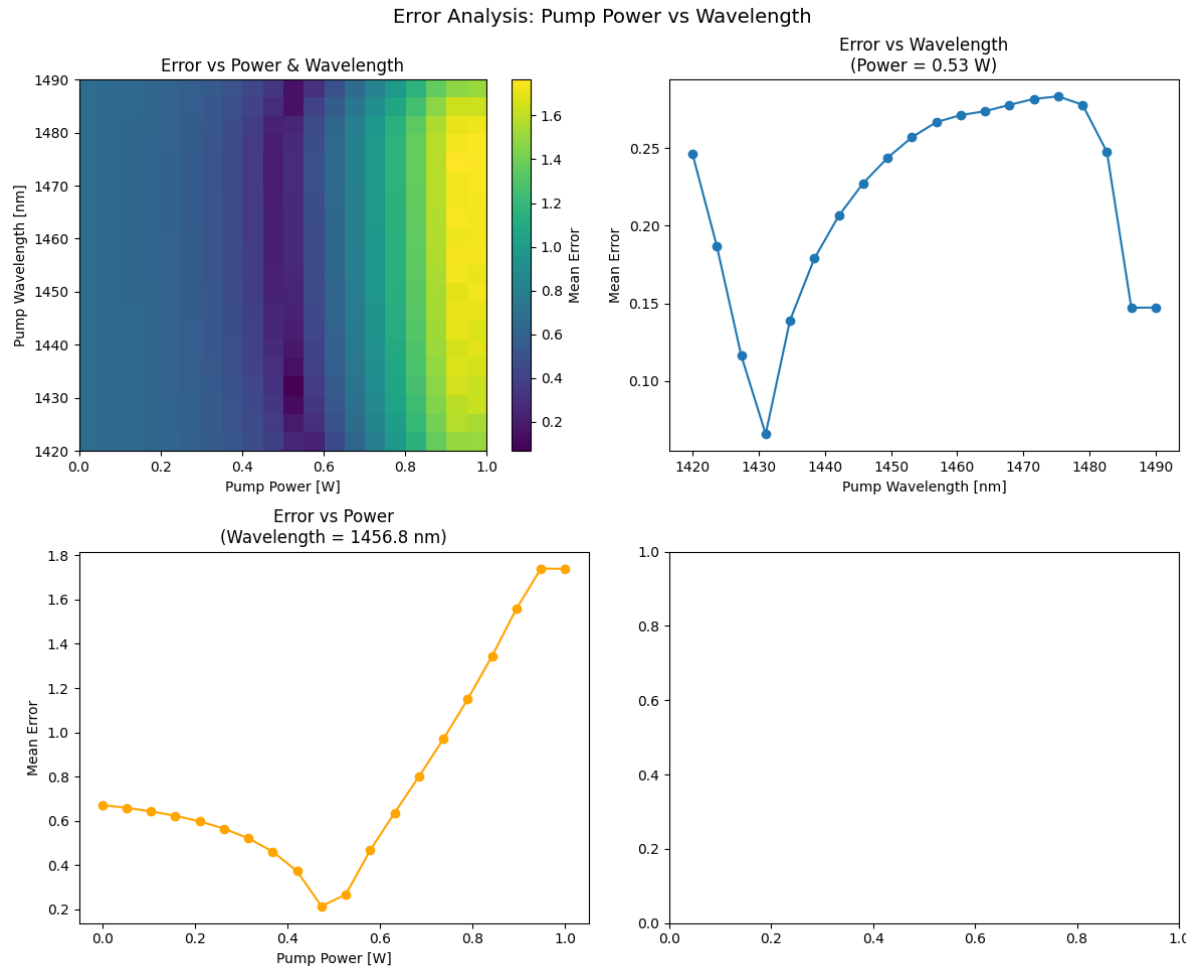 Error Analysis: Pump Power vs Wavelength
Error vs Power & Wavelength
1490
1480
1470
1460
1450
1440
1430
1420
Pump Wavelength [nm]
0.0 0.2 0.4 0.6 0.8 1.0
Pump Power [W]
1.6
1.4
1.2
1.0
0.8
0.6
0.4
0.2
Mean Error
Error vs Wavelength
(Power = 0.53 W)
0.25
0.20
0.15
0.10
Mean Error
1420 1430 1440 1450 1460 1470 1480 1490
Pump Wavelength [nm]
Error vs Power
(Wavelength = 1456.8 nm)
1.8
1.6
1.4
1.2
1.0
0.8
0.6
0.4
0.2
Mean Error
0.0 0.2 0.4 0.6 0.8 1.0
Pump Power [W]
1.0
0.8
0.6
0.4
0.2
0.0
0.0 0.2 0.4 0.6 0.8 1.0